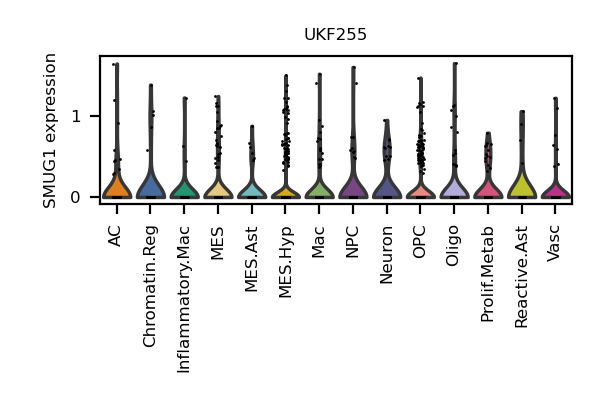 UKF255
SMUG1 expression
1
0
AC
Chromatin.Reg
Inflammatory.Mac
MES
MES.Ast
MES.Hyp
Mac
NPC
Neuron
OPC
Oligo
Prolif.Metab
Reactive.Ast
Vasc